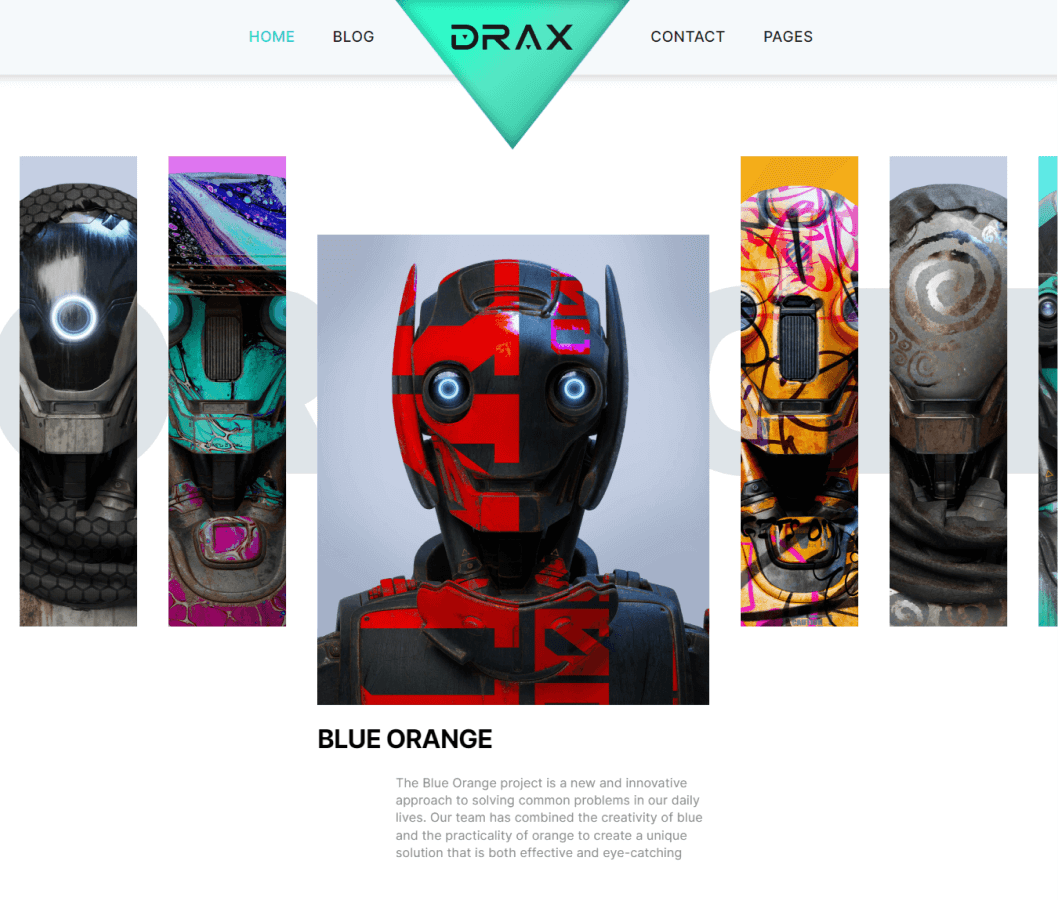 HOME
BLOG
DRAX
CONTACT
PAGES
BLUE ORANGE
The Blue Orange project is a new and innovative
approach to solving common problems in our daily
lives. Our team has combined the creativity of blue
and the practicality of orange to create a unique
solution that is both effective and eye-catching